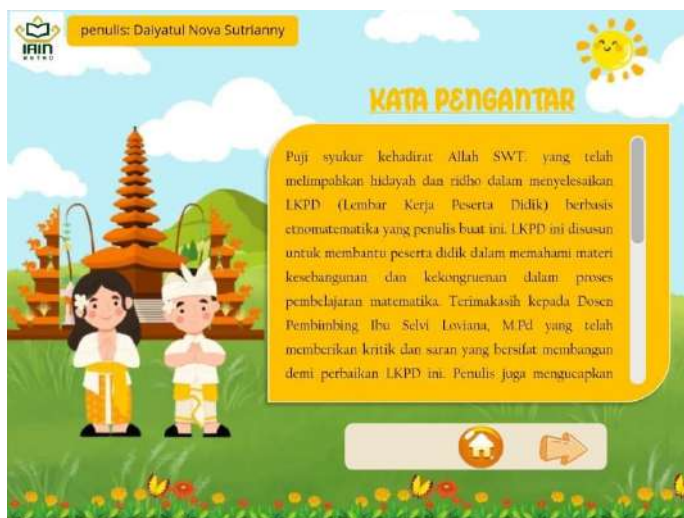 IAIN
METRO
penulis: Daiyatul Nova Sutrianny
KATA PENGANTAR
Puji syukur kehadirat Allah SWT. yang telah
melimpahkan hidayah dan ridho dalam menyelesaikan
LKPD (Lembar Kerja Peserta Didik) berbasis
etnomatematika yang penulis buat ini. LKPD ini disusun
untuk membantu peserta didik dalam memahami materi
kesebangunan dan kekongruenan dalam proses
pembelajaran matematika. Terimakasih kepada Dosen
Pembimbing Ibu Selvi Loviana, M.Pd yang telah
memberikan kritik dan saran yang bersifat membangun
demi perbaikan LKPD ini. Penulis juga mengucapkan